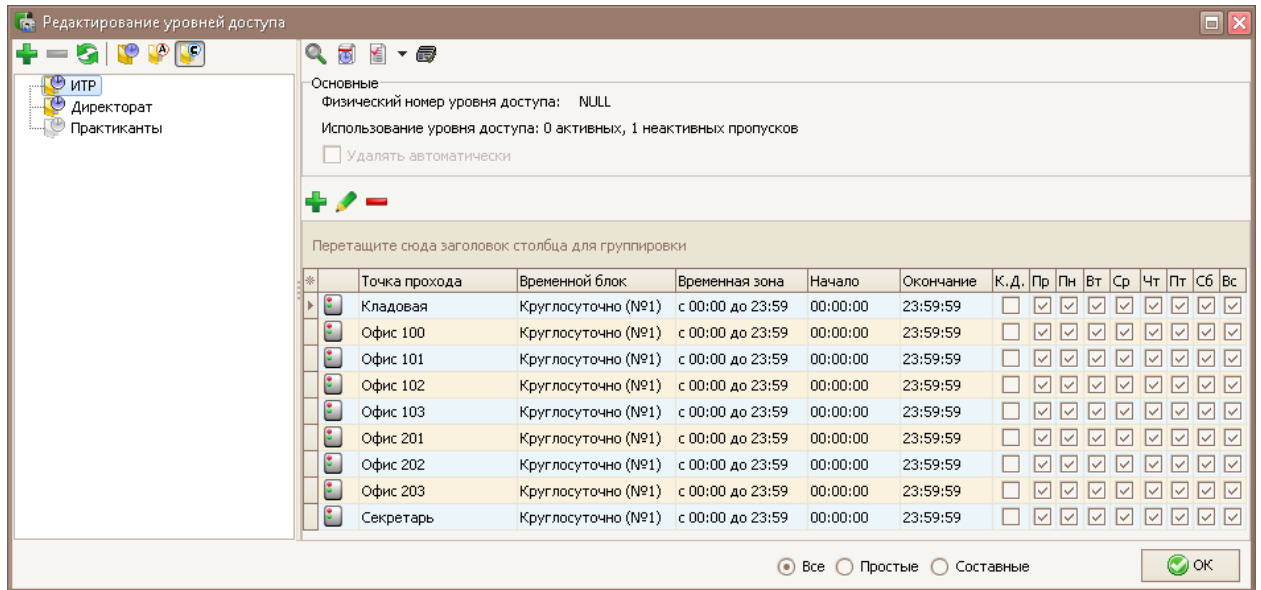 Редактирование уровней доступа
A
C
ИТР
Директорат
Практиканты
Основные
Физический номер уровня доступа: NULL
Использование уровня доступа: 0 активных, 1 неактивных пропусков
Удалять автоматически
Перетащите сюда заголовок столбца для группировки
Точка прохода Временной блок Временная зона Начало Окончание К.Д. Пр Пн Вт Ср Чт Пт Сб Вс
Кладовая Круглосуточно (№1) с 00:00 до 23:59 00:00:00 23:59:59
Офис 100 Круглосуточно (№1) с 00:00 до 23:59 00:00:00 23:59:59
Офис 101 Круглосуточно (№1) с 00:00 до 23:59 00:00:00 23:59:59
Офис 102 Круглосуточно (№1) с 00:00 до 23:59 00:00:00 23:59:59
Офис 103 Круглосуточно (№1) с 00:00 до 23:59 00:00:00 23:59:59
Офис 201 Круглосуточно (№1) с 00:00 до 23:59 00:00:00 23:59:59
Офис 202 Круглосуточно (№1) с 00:00 до 23:59 00:00:00 23:59:59
Офис 203 Круглосуточно (№1) с 00:00 до 23:59 00:00:00 23:59:59
Секретарь Круглосуточно (№1) с 00:00 до 23:59 00:00:00 23:59:59
Все Простые Составные ОК